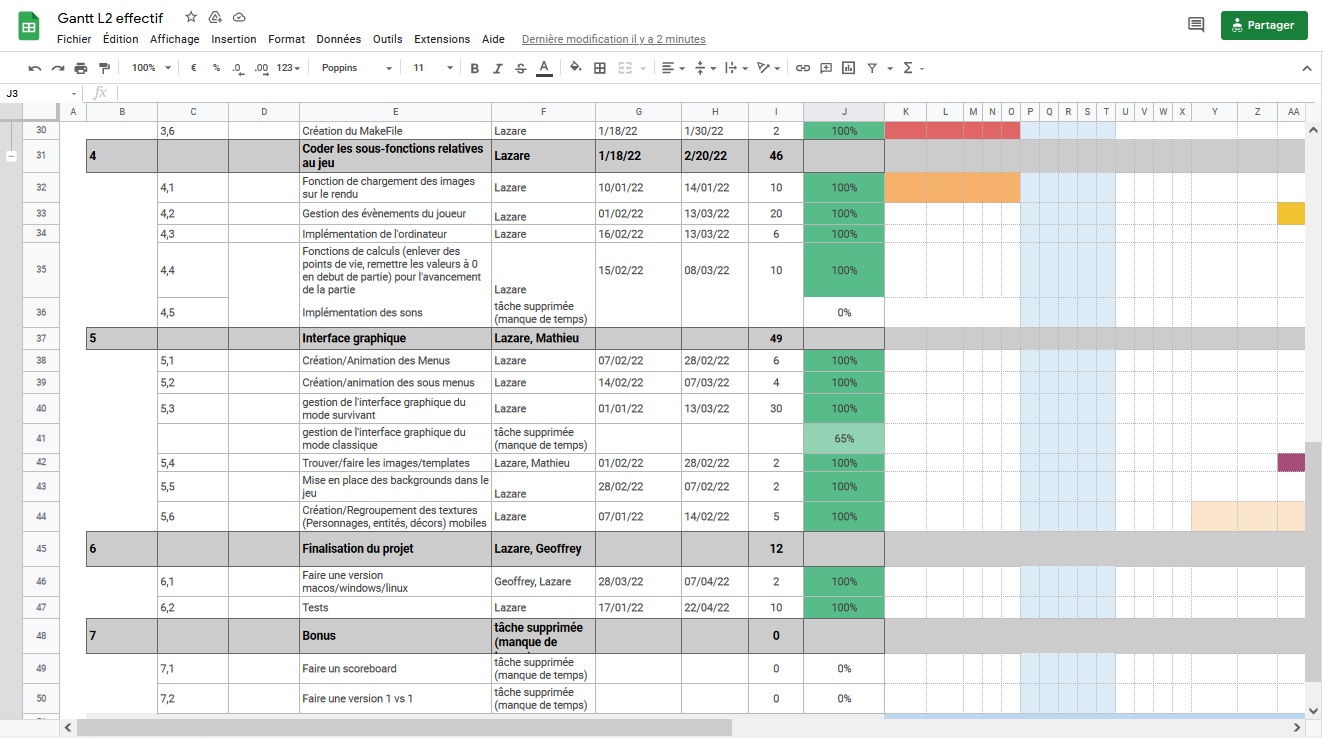 Gantt L2 effectif
Fichier Édition Affichage Insertion Format Données Outils Extensions Aide Dernière modification il y a 2 minutes
Partager
100% € % .0 .00 123 Poppins 11 B I S A Σ
J3 fx
A B C D E F G H I J K L M N O P Q R S T U V W X Y Z AA
30 3,6 Création du MakeFile Lazare 1/18/22 1/30/22 2 100%
31 4 Coder les sous-fonctions relatives Lazare 1/18/22 2/20/22 46
au jeu
32 4,1 Fonction de chargement des images Lazare 10/01/22 14/01/22 10 100%
sur le rendu
33 4,2 Gestion des évènements du joueur Lazare 01/02/22 13/03/22 20 100%
34 4,3 Implémentation de l'ordinateur Lazare 16/02/22 13/03/22 6 100%
Fonctions de calculs (enlever des
points de vie, remettre les valeurs à 0
35 4,4 en debut de partie) pour l'avancement 15/02/22 08/03/22 10 100%
de la partie Lazare
36 4,5 Implémentation des sons tâche supprimée 0%
(manque de temps)
37 5 Interface graphique Lazare, Mathieu 49
38 5,1 Création/Animation des Menus Lazare 07/02/22 28/02/22 6 100%
39 5,2 Création/animation des sous menus Lazare 14/02/22 07/03/22 4 100%
40 5,3 gestion de l'interface graphique du Lazare 01/01/22 13/03/22 30 100%
mode survivant
41 gestion de l'interface graphique du tâche supprimée 65%
mode classique (manque de temps)
42 5,4 Trouver/faire les images/templates Lazare, Mathieu 01/02/22 28/02/22 2 100%
43 5,5 Mise en place des backgrounds dans le 28/02/22 07/02/22 2 100%
jeu Lazare
44 5,6 Création/Regroupement des textures Lazare 07/01/22 14/02/22 5 100%
(Personnages, entités, décors) mobiles
45 6 Finalisation du projet Lazare, Geoffrey 12
46 6,1 Faire une version Geoffrey, Lazare 28/03/22 07/04/22 2 100%
macos/windows/linux
47 6,2 Tests Lazare 17/01/22 22/04/22 10 100%
48 7 Bonus tâche supprimée 0
(manque de
49 7,1 Faire un scoreboard tâche supprimée 0 0%
(manque de temps)
50 7,2 Faire une version 1 vs 1 tâche supprimée 0 0%
(manque de temps)